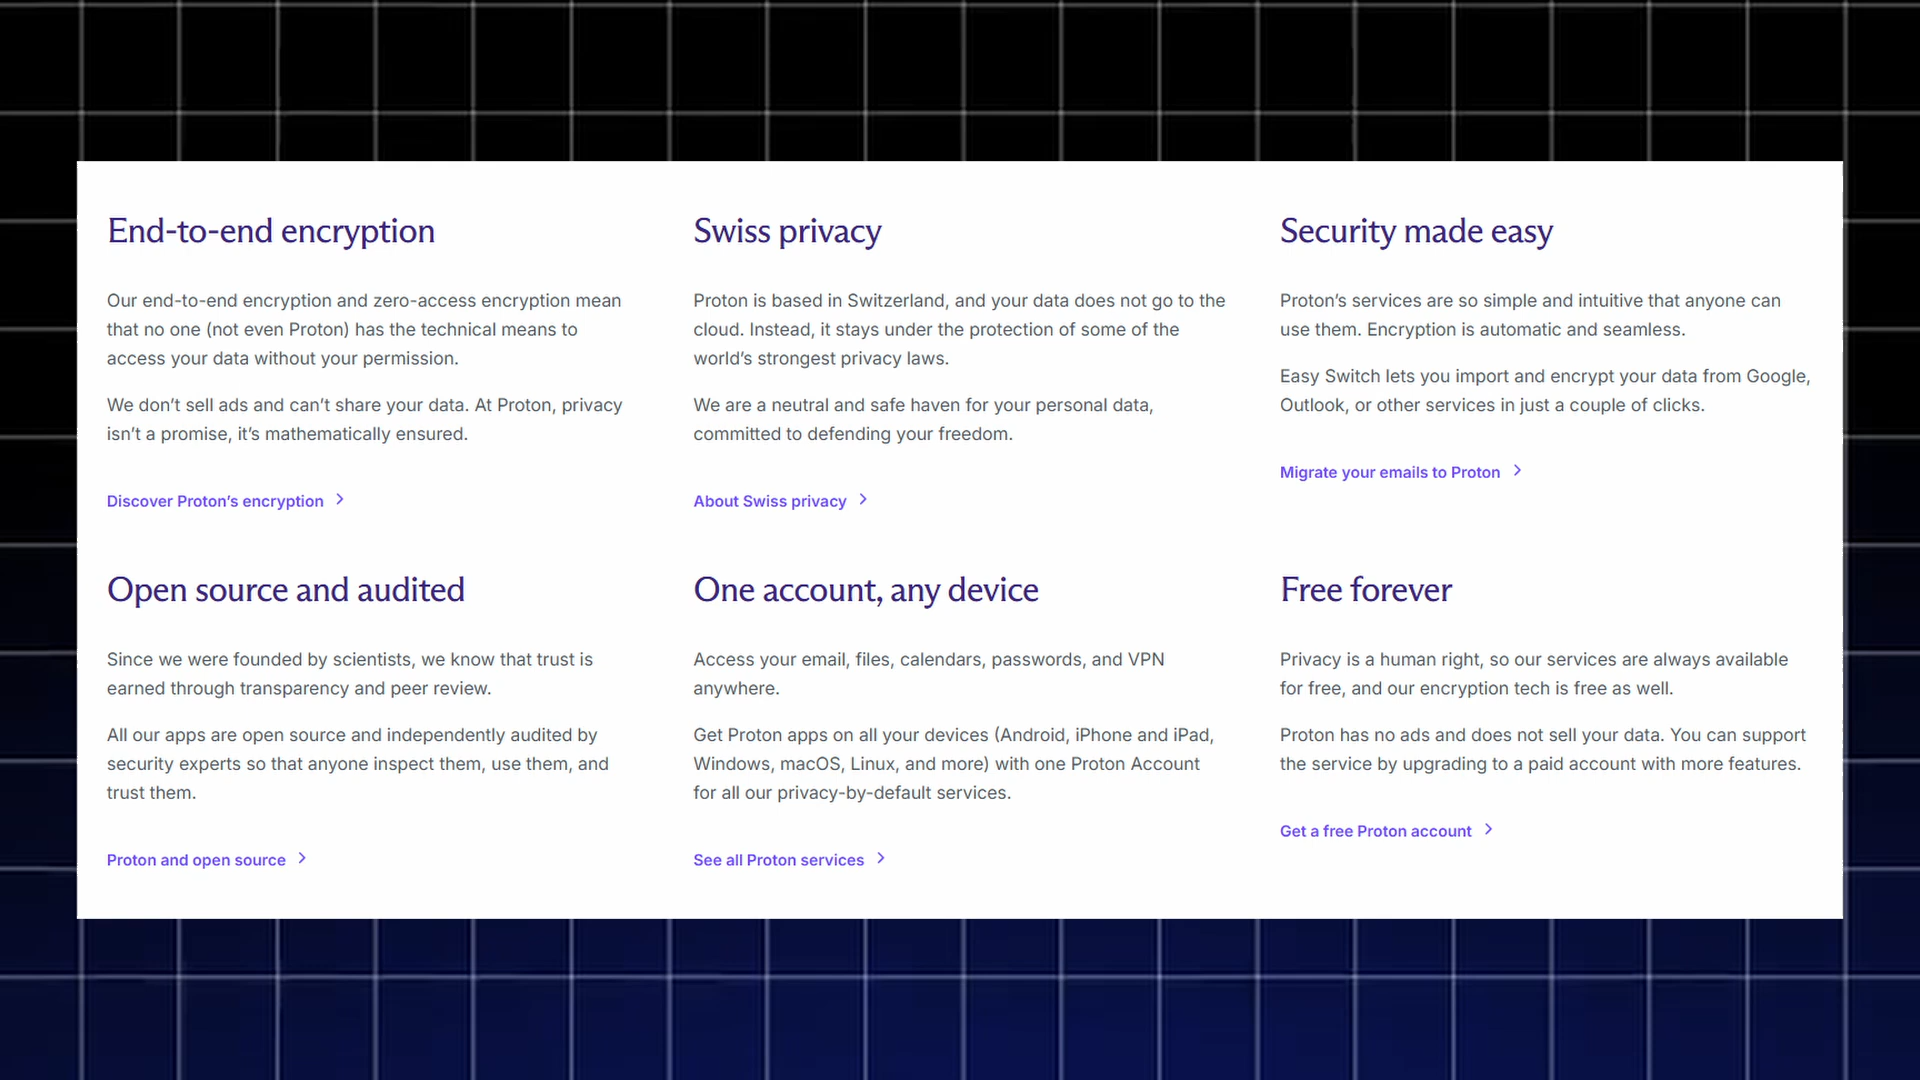 End-to-end encryption
Our end-to-end encryption and zero-access encryption mean
that no one (not even Proton) has the technical means to
access your data without your permission.
We don’t sell ads and can’t share your data. At Proton, privacy
isn’t a promise, it’s mathematically ensured.
Discover Proton’s encryption
Swiss privacy
Proton is based in Switzerland, and your data does not go to the
cloud. Instead, it stays under the protection of some of the
world’s strongest privacy laws.
We are a neutral and safe haven for your personal data,
committed to defending your freedom.
About Swiss privacy
Security made easy
Proton’s services are so simple and intuitive that anyone can
use them. Encryption is automatic and seamless.
Easy Switch lets you import and encrypt your data from Google,
Outlook, or other services in just a couple of clicks.
Migrate your emails to Proton
Open source and audited
Since we were founded by scientists, we know that trust is
earned through transparency and peer review.
All our apps are open source and independently audited by
security experts so that anyone inspect them, use them, and
trust them.
Proton and open source
One account, any device
Access your email, files, calendars, passwords, and VPN
anywhere.
Get Proton apps on all your devices (Android, iPhone and iPad,
Windows, macOS, Linux, and more) with one Proton Account
for all our privacy-by-default services.
See all Proton services
Free forever
Privacy is a human right, so our services are always available
for free, and our encryption tech is free as well.
Proton has no ads and does not sell your data. You can support
the service by upgrading to a paid account with more features.
Get a free Proton account